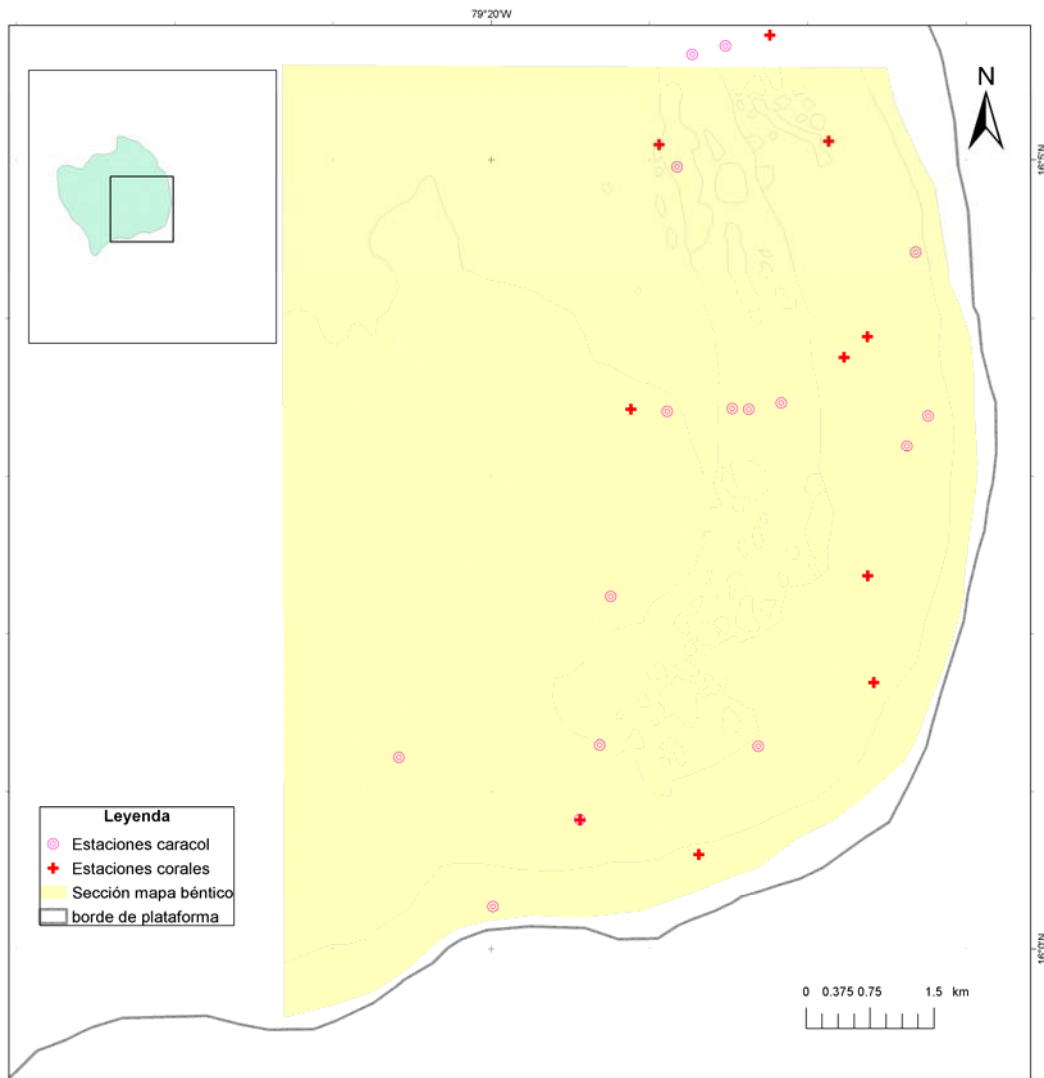 79°20'W
N
16°5'N
Leyenda
Estaciones caracol
Estaciones corales
Sección mapa béntico
borde de plataforma
16°0'N
0 0.375 0.75 1.5 km